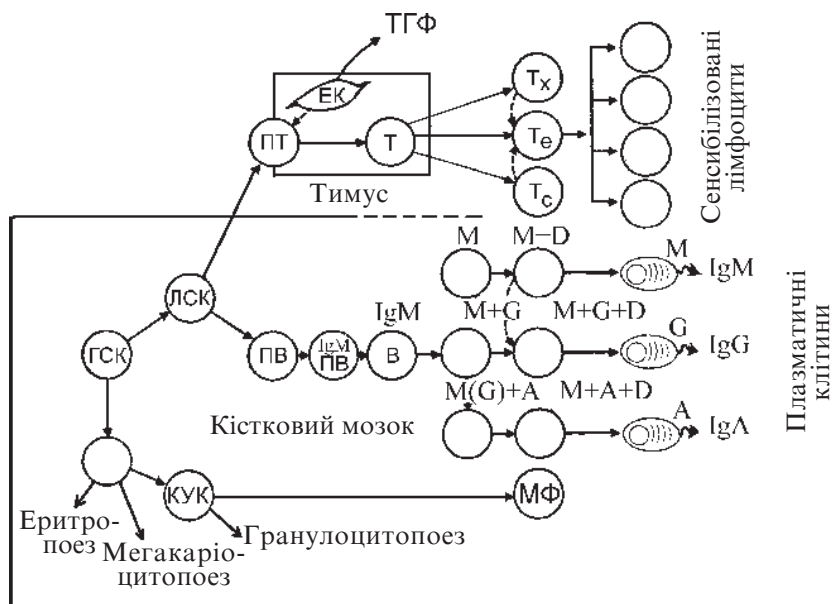 ТГФ
ЕК
ПТ
Т
Тимус
Тх
Те
Тс
Сенсибілізовані
лімфоцити
M
M–D
M
IgM
ЛСК
IgM
M+G
M+G+D
G
IgG
ГСК
ПВ
IgM
ПВ
В
M(G)+A
M+A+D
A
IgA
Плазматичні
клітини
Кістковий мозок
КУК
МФ
Еритро-
поез
Мегакаріо-
цитопоез
Гранулоцитопоез